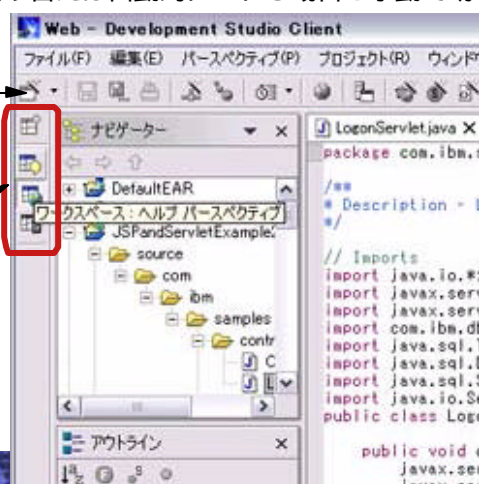 Web - Development Studio Client
ファイル(F) 編集(E) パースペクティブ(P) プロジェクト(R) ウィンド
ナビゲーター
LogonServlet.java
DefaultEAR
ワークスペース : ヘルプ パースペクティブ
JSPandServletExample
source
com
ibm
samples
contr
C
L
アウトライン
package com.ibm.
/**
* Description -
*/
// Imports
import java.io.*
import javax.ser
import javax.ser
import com.ibm.d
import java.sql.
import java.sql.
import java.sql.
import java.io.Se
public class Logo
public void
javax.ser